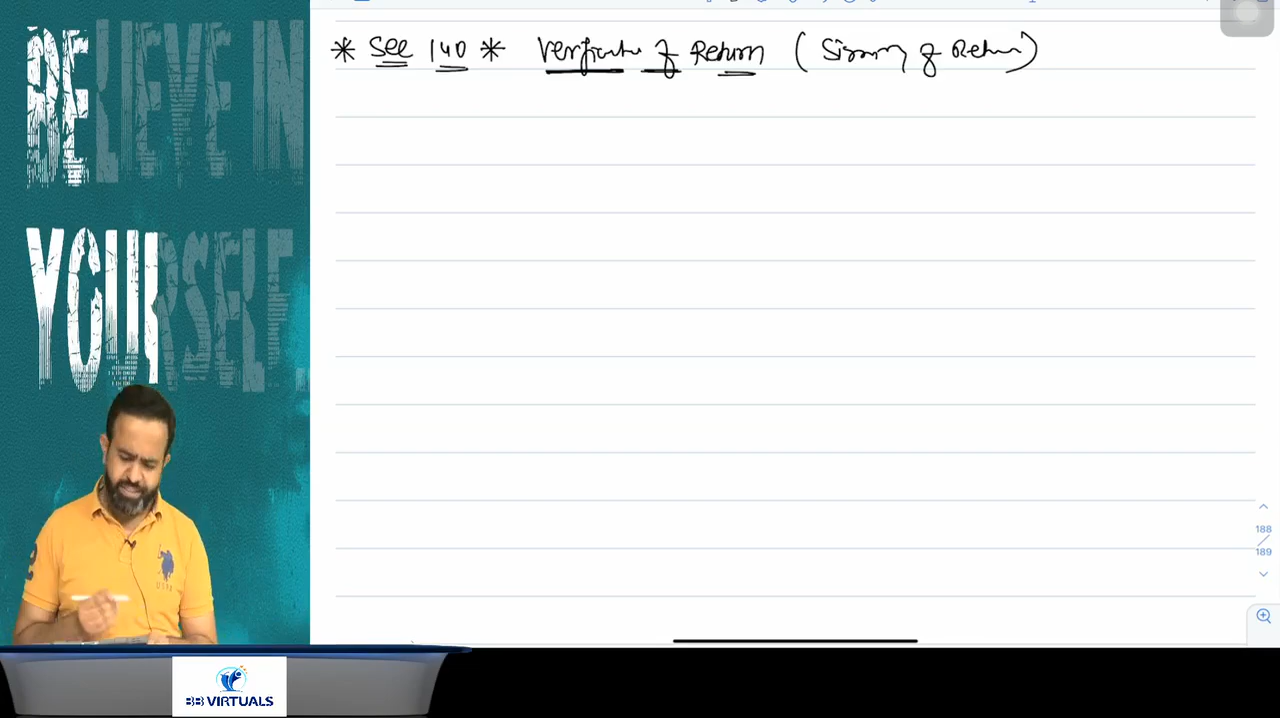 BELIEVE IN
YOURSELF.
* Sec 140 * Verification of Return (Signing of Return)
188
189
BB VIRTUALS